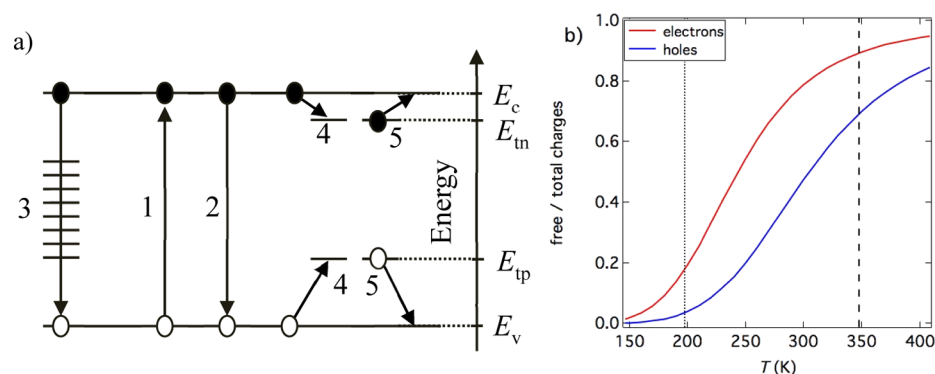 a)
E_c
4
5
E_tn
3
1
2
Energy
4
5
E_tp
E_v
b)
1.0
electrons
holes
0.8
0.6
0.4
0.2
0.0
free / total charges
150
200
250
300
350
400
T (K)